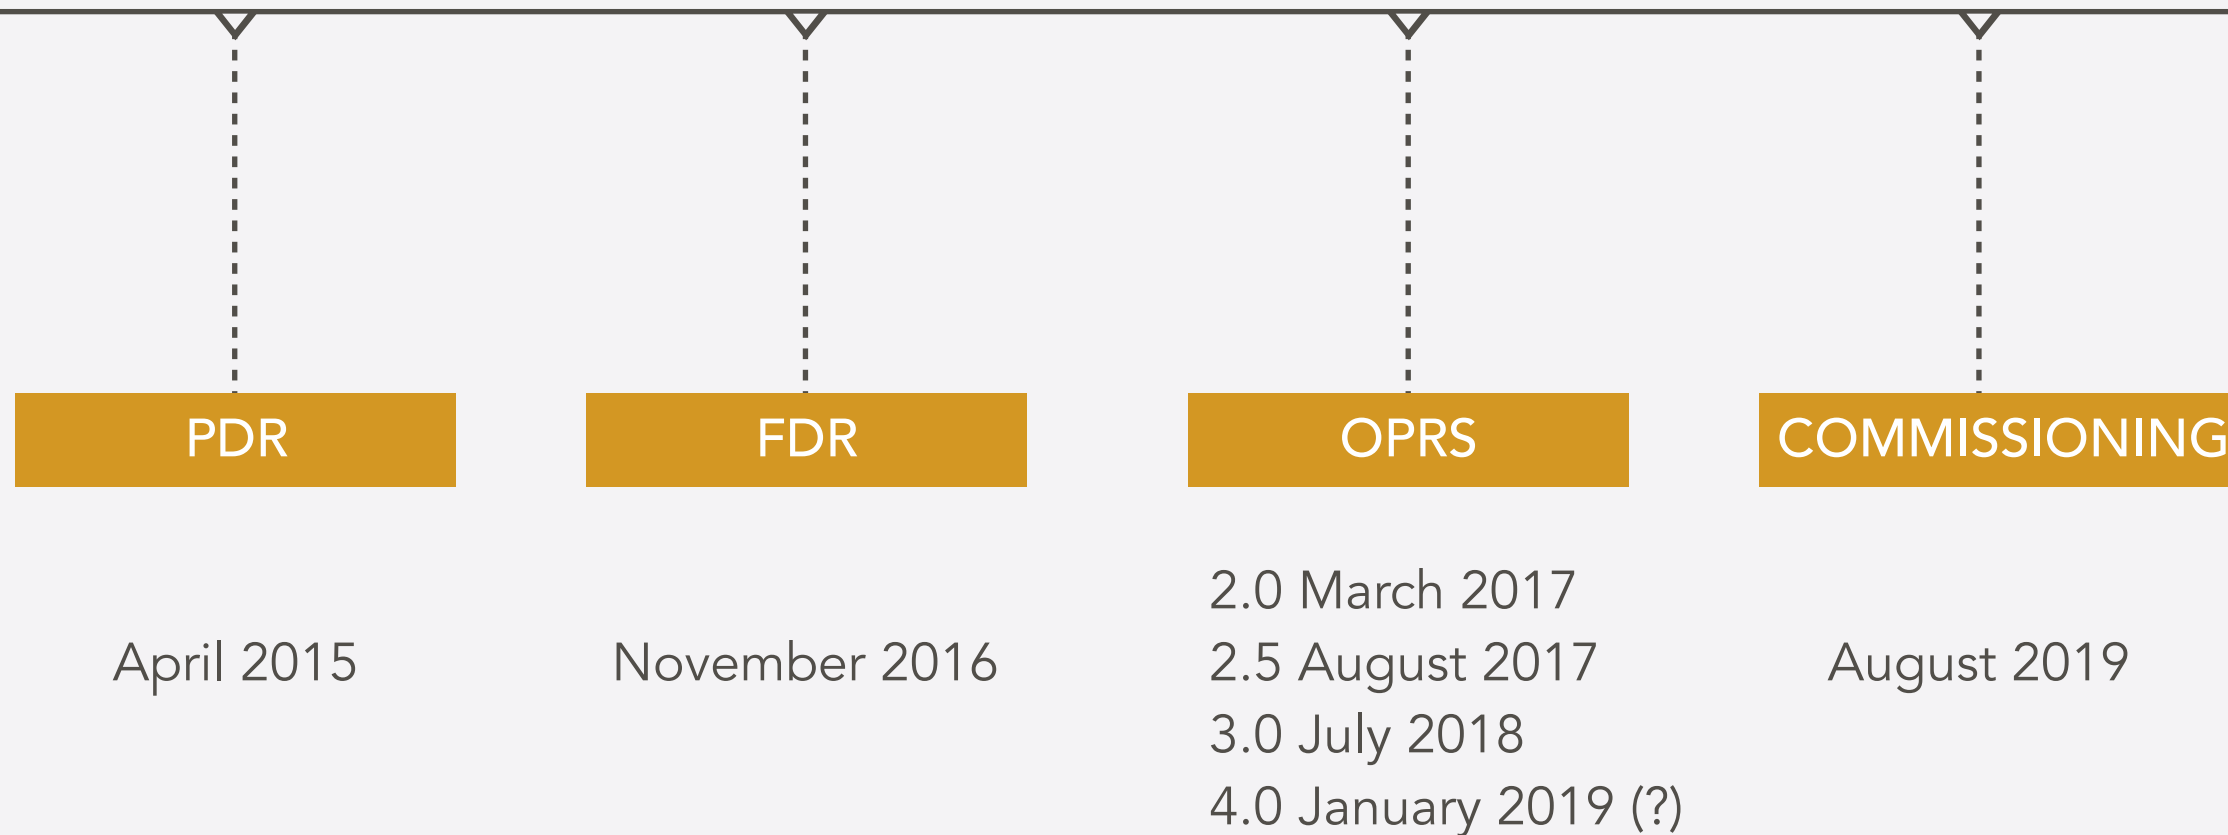 PDR
April 2015
FDR
November 2016
OPRS
2.0 March 2017
2.5 August 2017
3.0 July 2018
4.0 January 2019 (?)
COMMISSIONING
August 2019